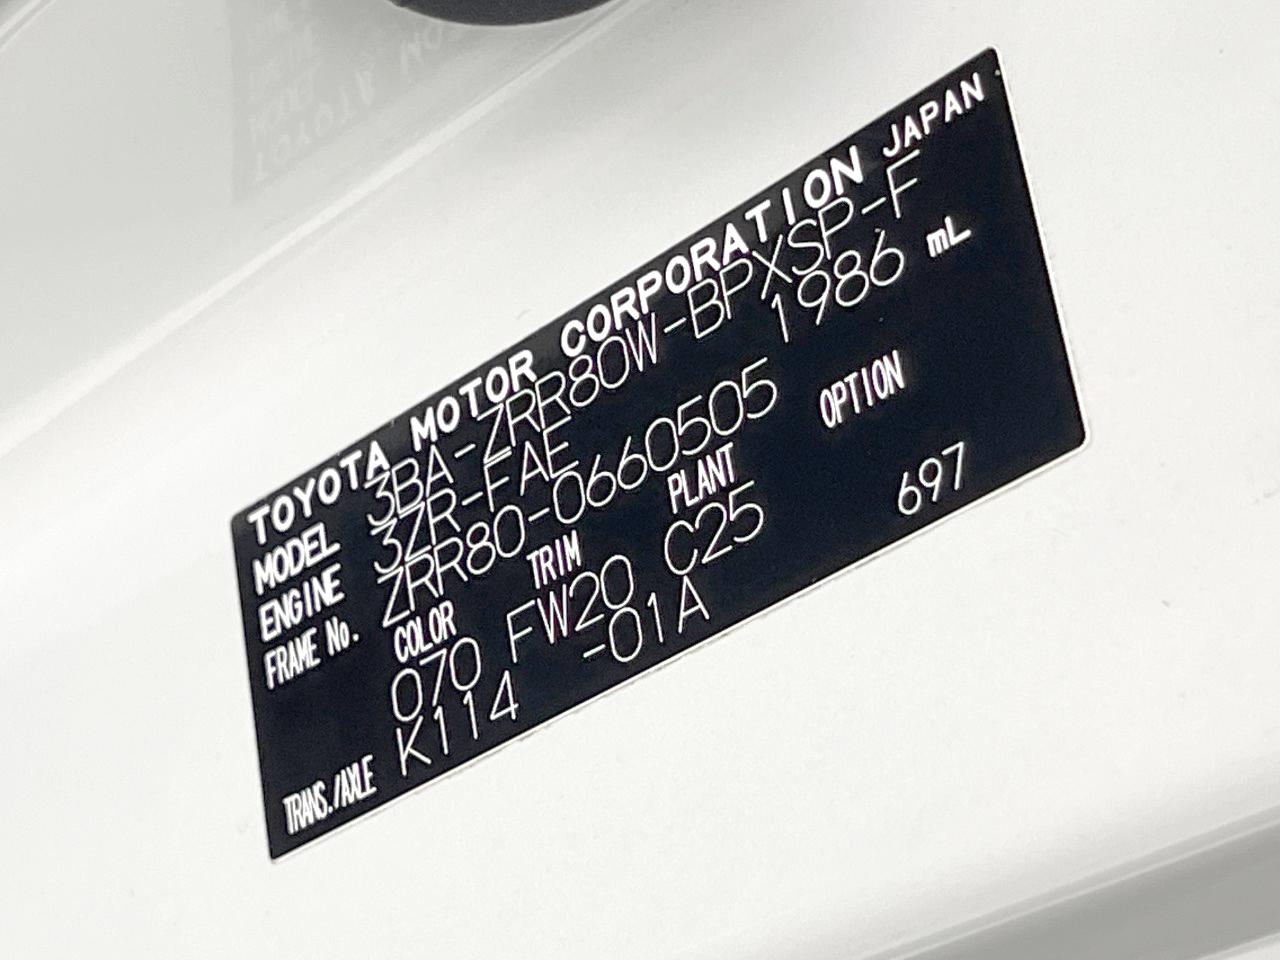 TOYOTA MOTOR CORPORATION JAPAN
MODEL 3BA-ZRR80W-BPXSP-F
ENGINE 3ZR-FAE 1986 mL
FRAME No. ZRR80-0660505
COLOR TRIM PLANT OPTION
070 FW20 C25 697
TRANS./AXLE K114 -01A